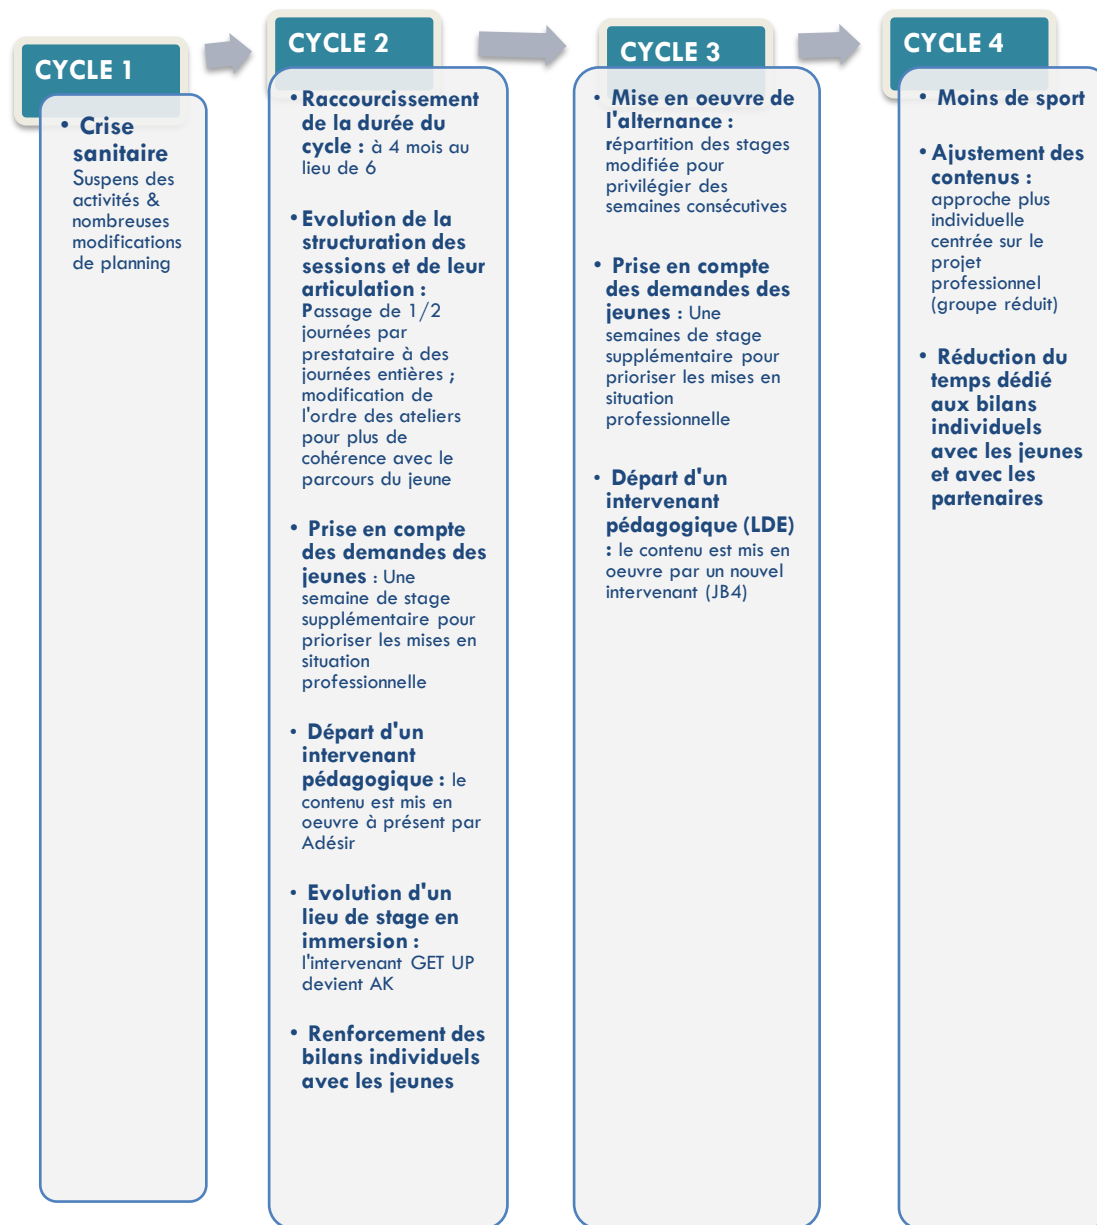 CYCLE 1
• Crise
sanitaire
Suspens des
activités &
nombreuses
modifications
de planning
CYCLE 2
• Raccourcissement
de la durée du
cycle : à 4 mois au
lieu de 6
• Evolution de la
structuration des
sessions et de leur
articulation :
Passage de 1/2
journées par
prestataire à des
journées entières ;
modification de
l'ordre des ateliers
pour plus de
cohérence avec le
parcours du jeune
• Prise en compte
des demandes des
jeunes : Une
semaine de stage
supplémentaire pour
prioriser les mises en
situation
professionnelle
• Départ d'un
intervenant
pédagogique : le
contenu est mis en
oeuvre à présent par
Adésir
• Evolution d'un
lieu de stage en
immersion :
l'intervenant GET UP
devient AK
• Renforcement des
bilans individuels
avec les jeunes
CYCLE 3
• Mise en oeuvre de
l'alternance :
répartition des stages
modifiée pour
privilégier des
semaines consécutives
• Prise en compte
des demandes des
jeunes : Une
semaines de stage
supplémentaire pour
prioriser les mises en
situation
professionnelle
• Départ d'un
intervenant
pédagogique (LDE)
: le contenu est mis en
oeuvre par un nouvel
intervenant (JB4)
CYCLE 4
• Moins de sport
• Ajustement des
contenus :
approche plus
individuelle
centrée sur le
projet
professionnel
(groupe réduit)
• Réduction du
temps dédié
aux bilans
individuels
avec les jeunes
et avec les
partenaires